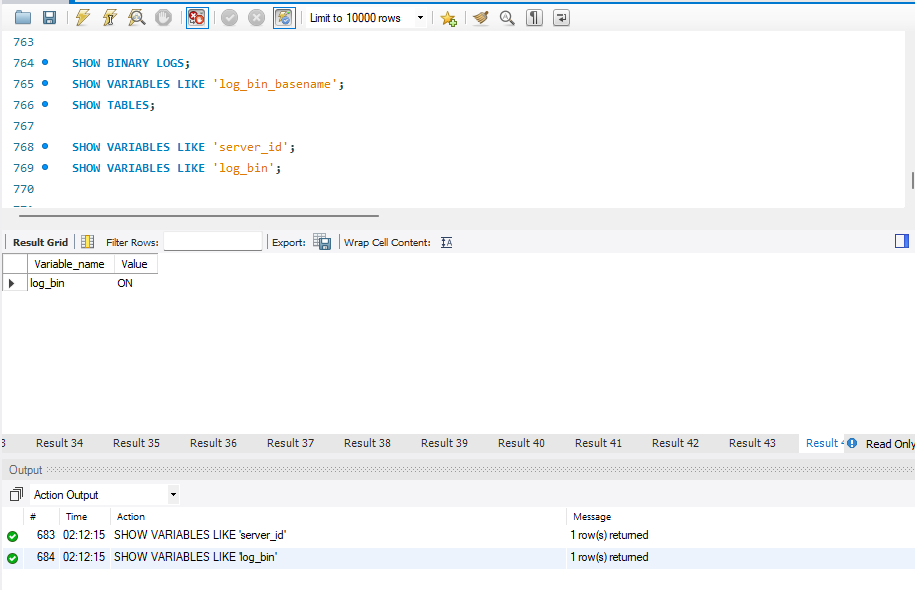 Limit to 10000 rows
763
764 SHOW BINARY LOGS;
765 SHOW VARIABLES LIKE 'log_bin_basename';
766 SHOW TABLES;
767
768 SHOW VARIABLES LIKE 'server_id';
769 SHOW VARIABLES LIKE 'log_bin';
770
Result Grid Filter Rows: Export: Wrap Cell Content: IA
Variable_name Value
log_bin ON
3 Result 34 Result 35 Result 36 Result 37 Result 38 Result 39 Result 40 Result 41 Result 42 Result 43 Result 4 Read Only
Output
Action Output
# Time Action Message
683 02:12:15 SHOW VARIABLES LIKE 'server_id' 1 row(s) returned
684 02:12:15 SHOW VARIABLES LIKE 'log_bin' 1 row(s) returned